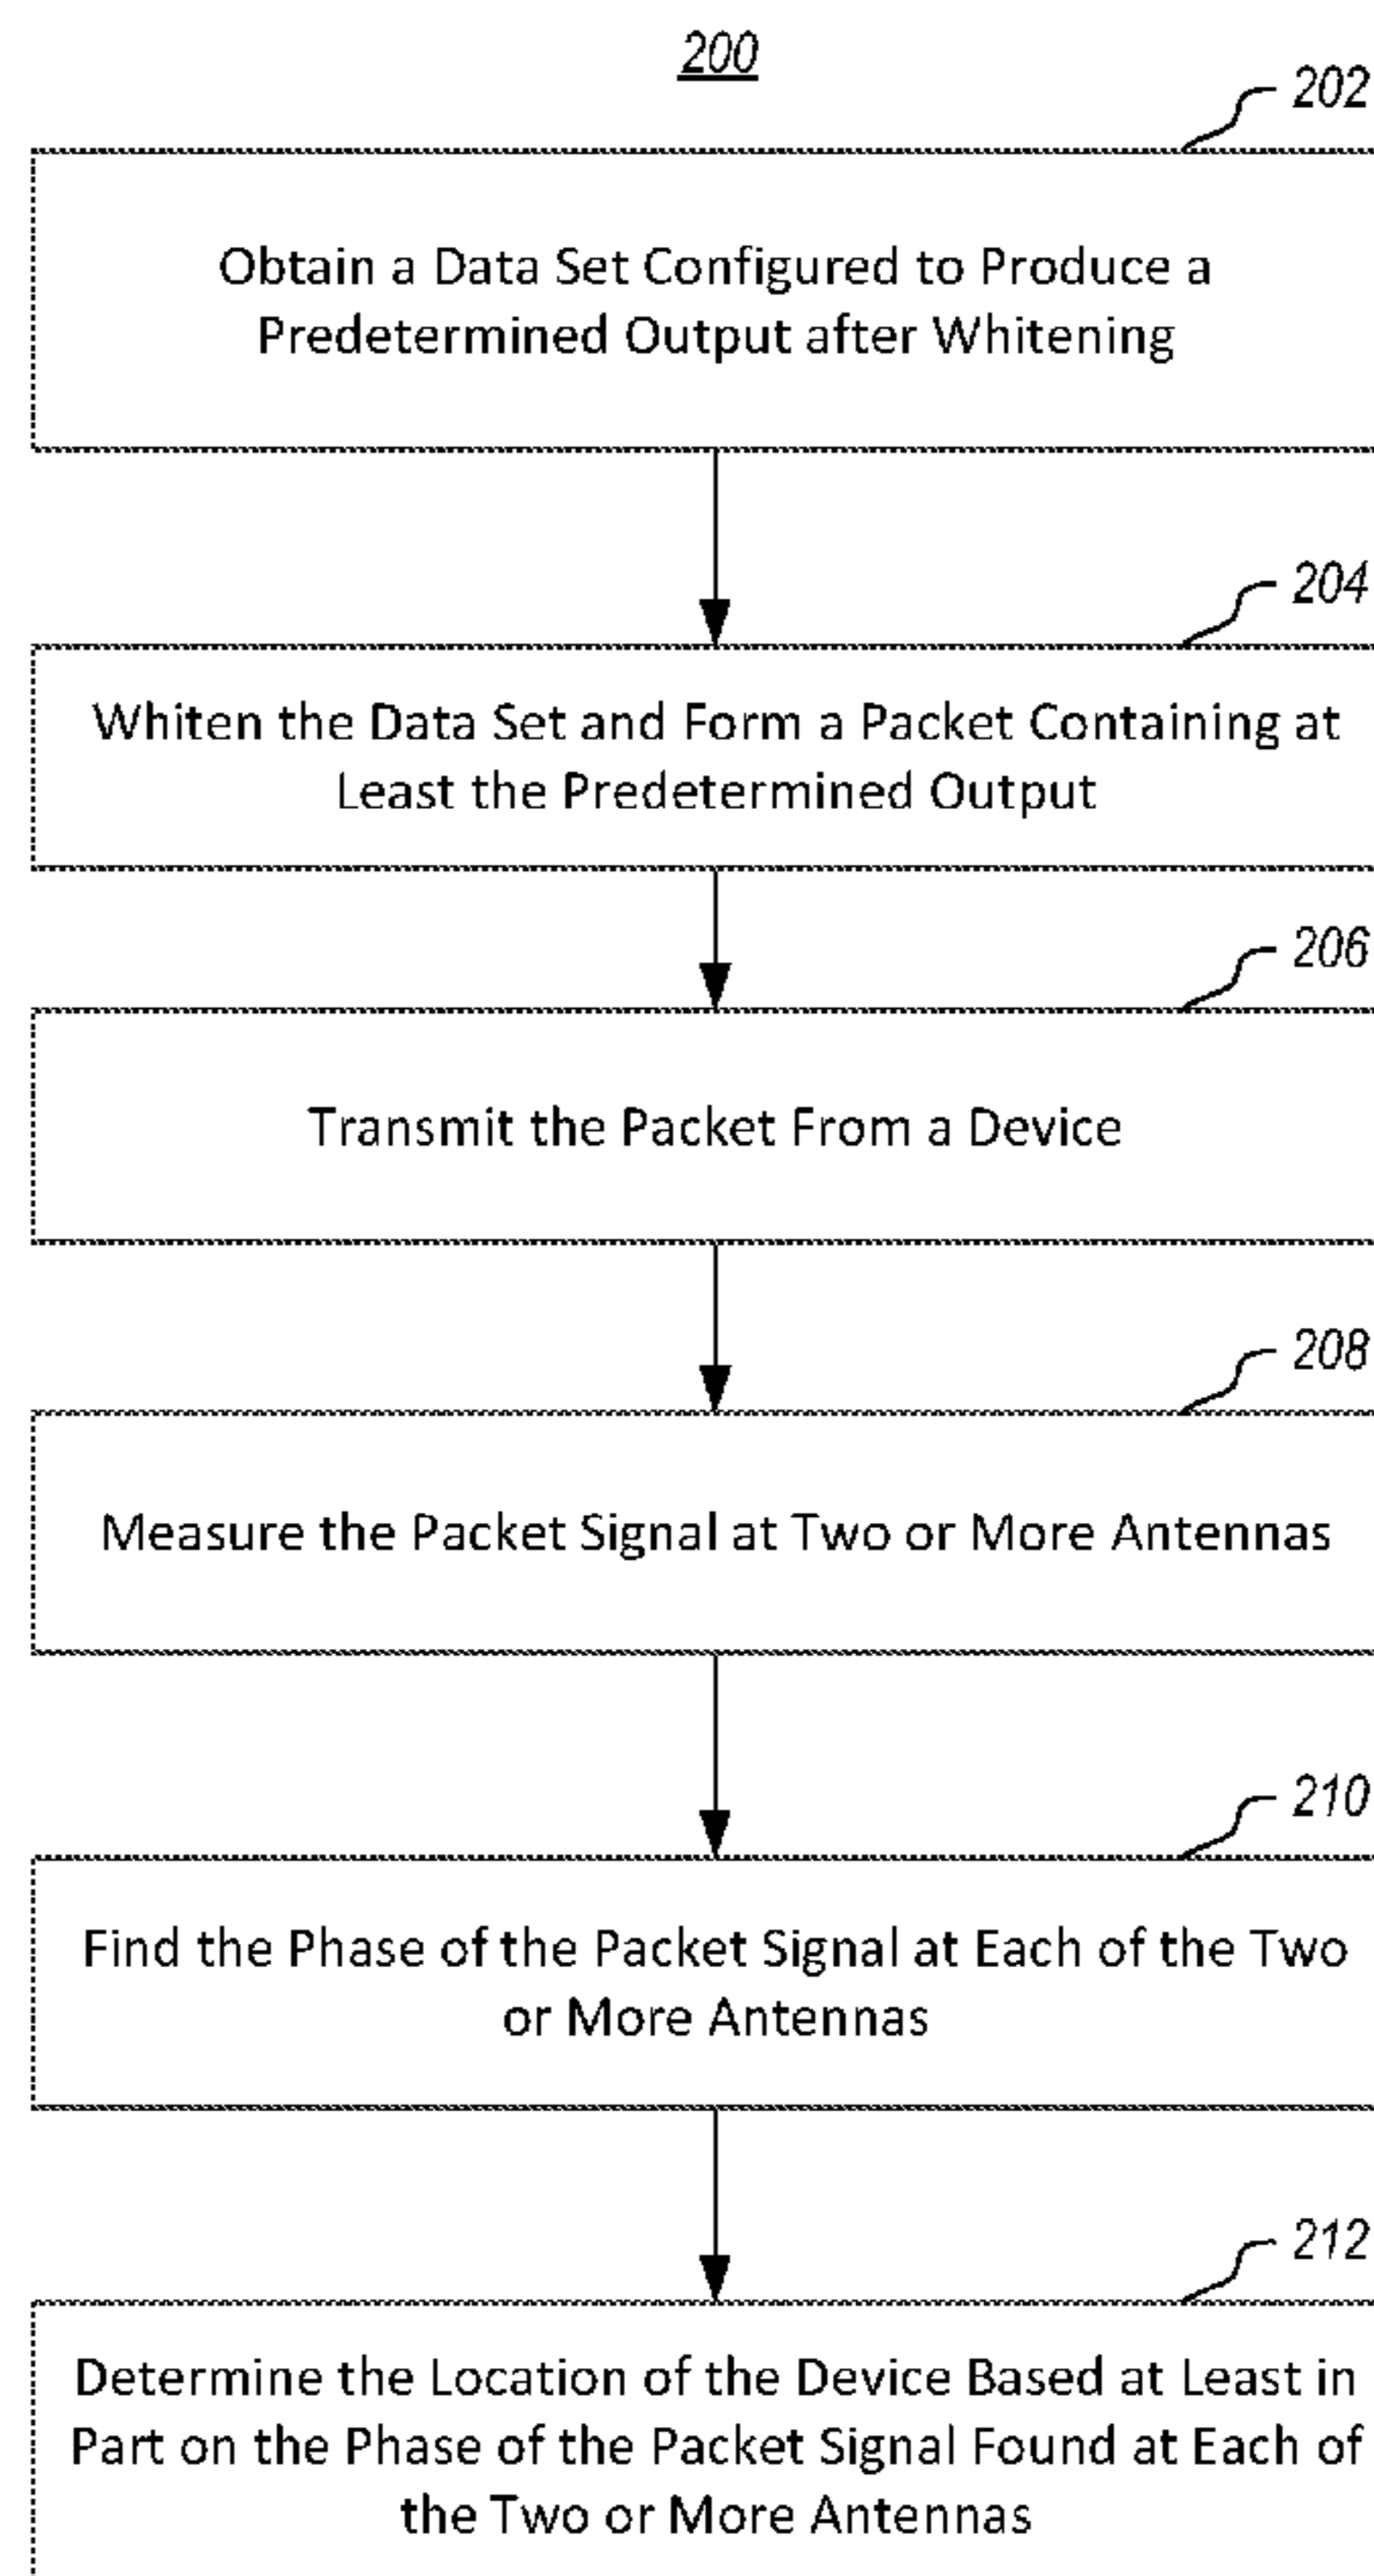 200
202
Obtain a Data Set Configured to Produce a
Predetermined Output after Whitening
204
Whiten the Data Set and Form a Packet Containing at
Least the Predetermined Output
206
Transmit the Packet From a Device
208
Measure the Packet Signal at Two or More Antennas
210
Find the Phase of the Packet Signal at Each of the Two
or More Antennas
212
Determine the Location of the Device Based at Least in
Part on the Phase of the Packet Signal Found at Each of
the Two or More Antennas